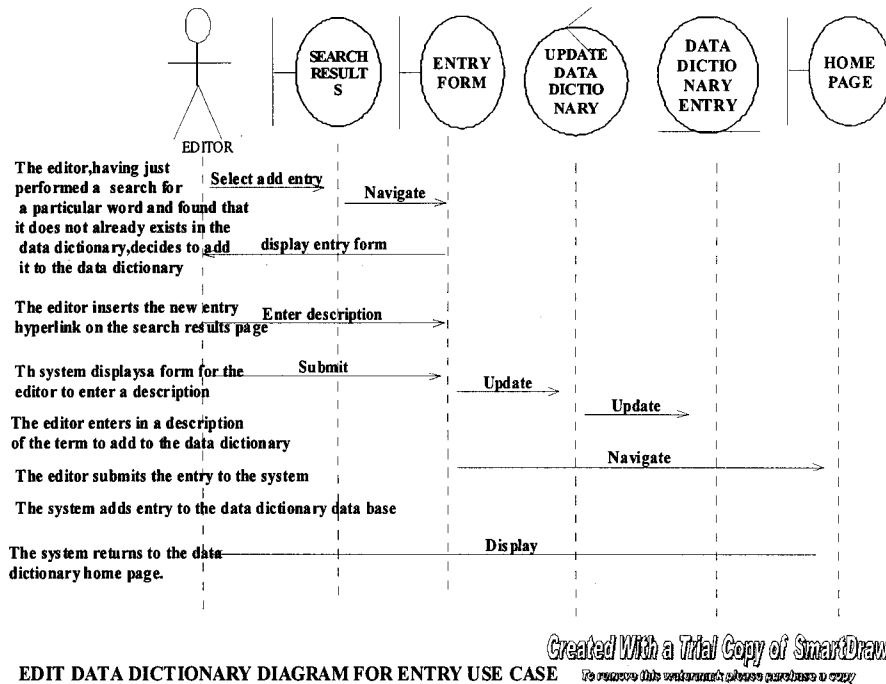 SEARCH
RESULT
S
ENTRY
FORM
UPDATE
DATA
DICTIO
NARY
DATA
DICTIO
NARY
ENTRY
HOME
PAGE
EDITOR
The editor,having just
performed a search for
a particular word and found that
it does not already exists in the
data dictionary,decides to add
it to the data dictionary
Select add entry
Navigate
display entry form
The editor inserts the new entry
hyperlink on the search results page
Enter description
Th system displaysa form for the
editor to enter a description
Submit
Update
Update
The editor enters in a description
of the term to add to the data dictionary
Navigate
The editor submits the entry to the system
The system adds entry to the data dictionary data base
Display
The system returns to the data
dictionary home page.
Created With a Trial Copy of SmartDraw
To remove this watermark please purchase a copy
EDIT DATA DICTIONARY DIAGRAM FOR ENTRY USE CASE